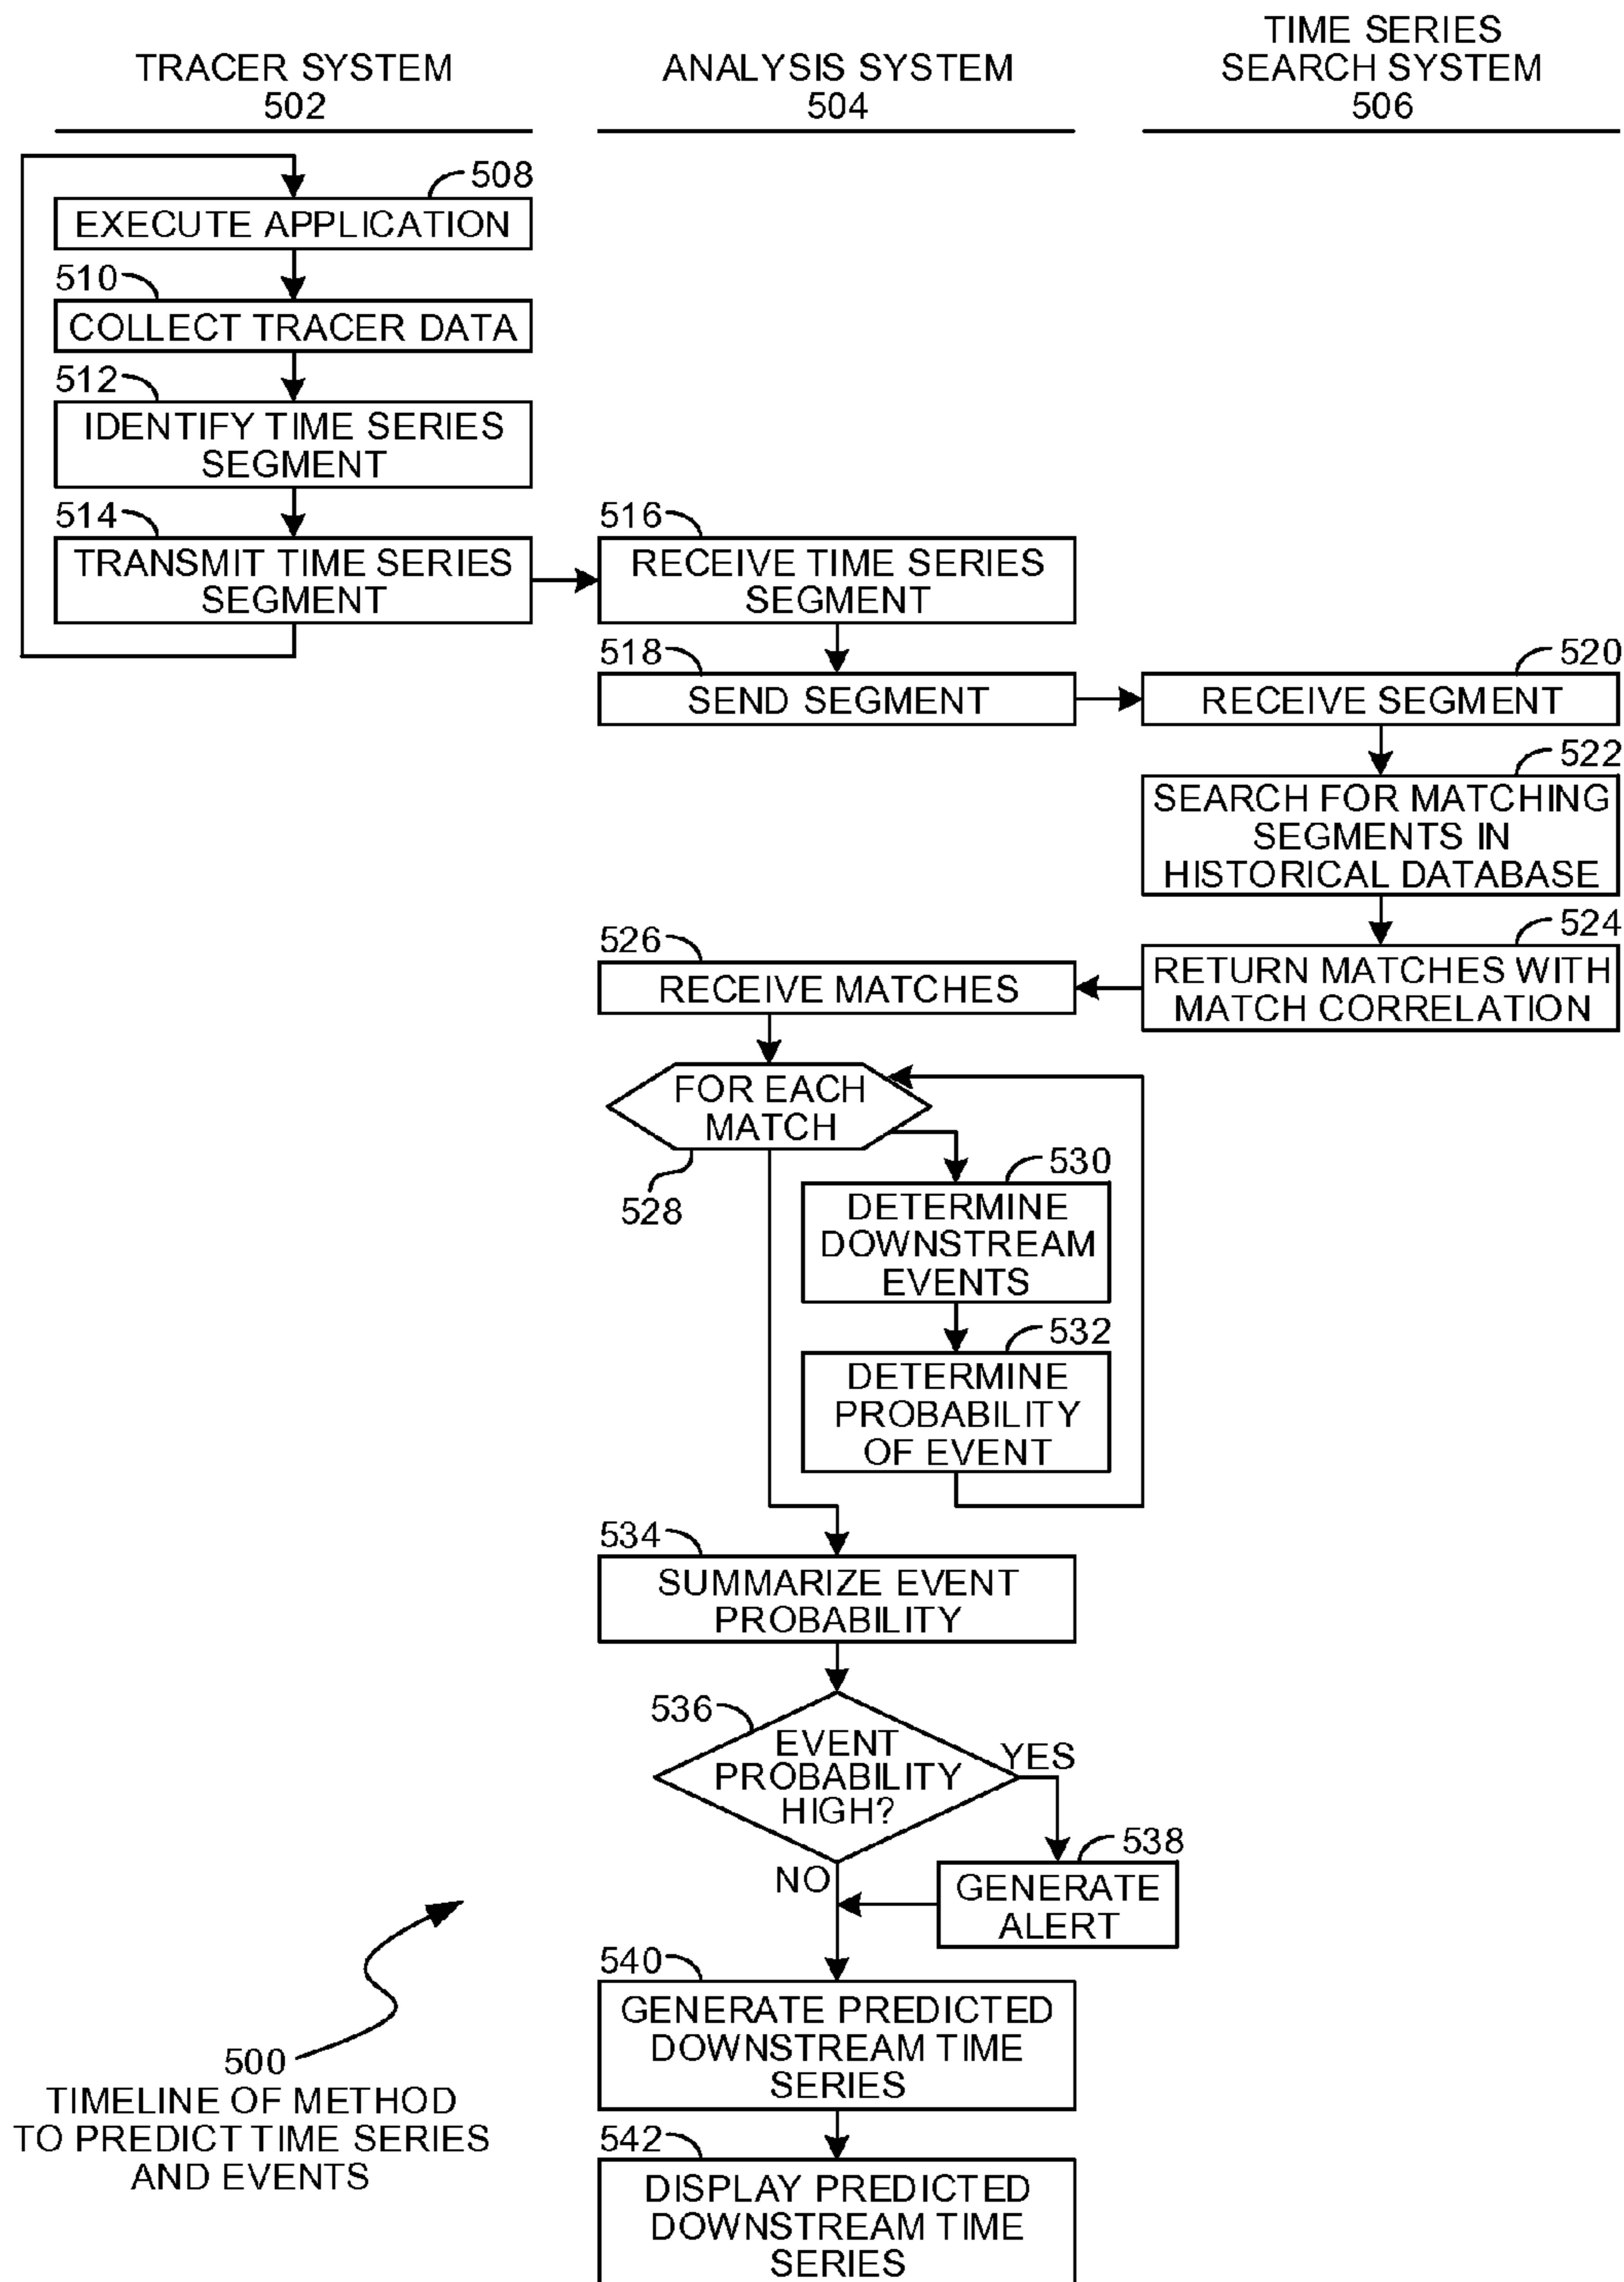 TRACER SYSTEM
502
ANALYSIS SYSTEM
504
TIME SERIES
SEARCH SYSTEM
506
508
EXECUTE APPLICATION
510
COLLECT TRACER DATA
512
IDENTIFY TIME SERIES
SEGMENT
514
TRANSMIT TIME SERIES
SEGMENT
516
RECEIVE TIME SERIES
SEGMENT
518
SEND SEGMENT
520
RECEIVE SEGMENT
522
SEARCH FOR MATCHING
SEGMENTS IN
HISTORICAL DATABASE
524
RETURN MATCHES WITH
MATCH CORRELATION
526
RECEIVE MATCHES
FOR EACH
MATCH
528
530
DETERMINE
DOWNSTREAM
EVENTS
532
DETERMINE
PROBABILITY
OF EVENT
534
SUMMARIZE EVENT
PROBABILITY
536
EVENT
PROBABILITY
HIGH?
YES
NO
538
GENERATE
ALERT
540
GENERATE PREDICTED
DOWNSTREAM TIME
SERIES
542
DISPLAY PREDICTED
DOWNSTREAM TIME
SERIES
500
TIMELINE OF METHOD
TO PREDICT TIME SERIES
AND EVENTS